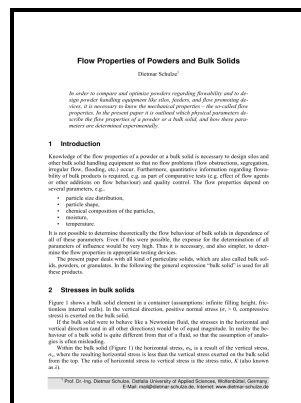 Flow Properties of Powders and Bulk Solids
Dietmar Schulze¹
In order to compare and optimize powders regarding flowability and to de-
sign powder handling equipment like silos, feeders, and flow promoting de-
vices, it is necessary to know the mechanical properties – the so-called flow
properties. In the present paper it is outlined which physical parameters de-
scribe the flow properties of a powder or a bulk solid, and how these para-
meters are determined experimentally.
1 Introduction
Knowledge of the flow properties of a powder or a bulk solid is necessary to design silos and
other bulk solid handling equipment so that no flow problems (flow obstructions, segregation,
irregular flow, flooding, etc.) occur. Furthermore, quantitative information regarding flowa-
bility of bulk products is required, e.g. as part of comparative tests (e.g. effect of flow agents
or other additions on flow behaviour) and quality control. The flow properties depend on
several parameters, e.g.,
• particle size distribution,
• particle shape,
• chemical composition of the particles,
• moisture,
• temperature.
It is not possible to determine theoretically the flow behaviour of bulk solids in dependence of
all of these parameters. Even if this were possible, the expense for the determination of all
parameters of influence would be very high. Thus it is necessary, and also simpler, to deter-
mine the flow properties in appropriate testing devices.
The present paper deals with all kind of particulate solids, which are also called bulk sol-
ids, powders, or granulates. In the following the general expression “bulk solid” is used for all
these products.
2 Stresses in bulk solids
Figure 1 shows a bulk solid element in a container (assumptions: infinite filling height, fric-
tionless internal walls). In the vertical direction, positive normal stress (σᵥ > 0, compressive
stress) is exerted on the bulk solid.
If the bulk solid were to behave like a Newtonian fluid, the stresses in the horizontal and
vertical direction (and in all other directions) would be of equal magnitude. In reality the be-
haviour of a bulk solid is quite different from that of a fluid, so that the assumption of analo-
gies is often misleading.
Within the bulk solid (Figure 1) the horizontal stress, σₕ, is a result of the vertical stress,
σᵥ, where the resulting horizontal stress is less than the vertical stress exerted on the bulk solid
from the top. The ratio of horizontal stress to vertical stress is the stress ratio, K (also known
as λ).
¹ Prof. Dr.-Ing. Dietmar Schulze, Ostfalia University of Applied Sciences, Wolfenbüttel, Germany.
E-Mail: mail@dietmar-schulze.de, Internet: www.dietmar-schulze.de